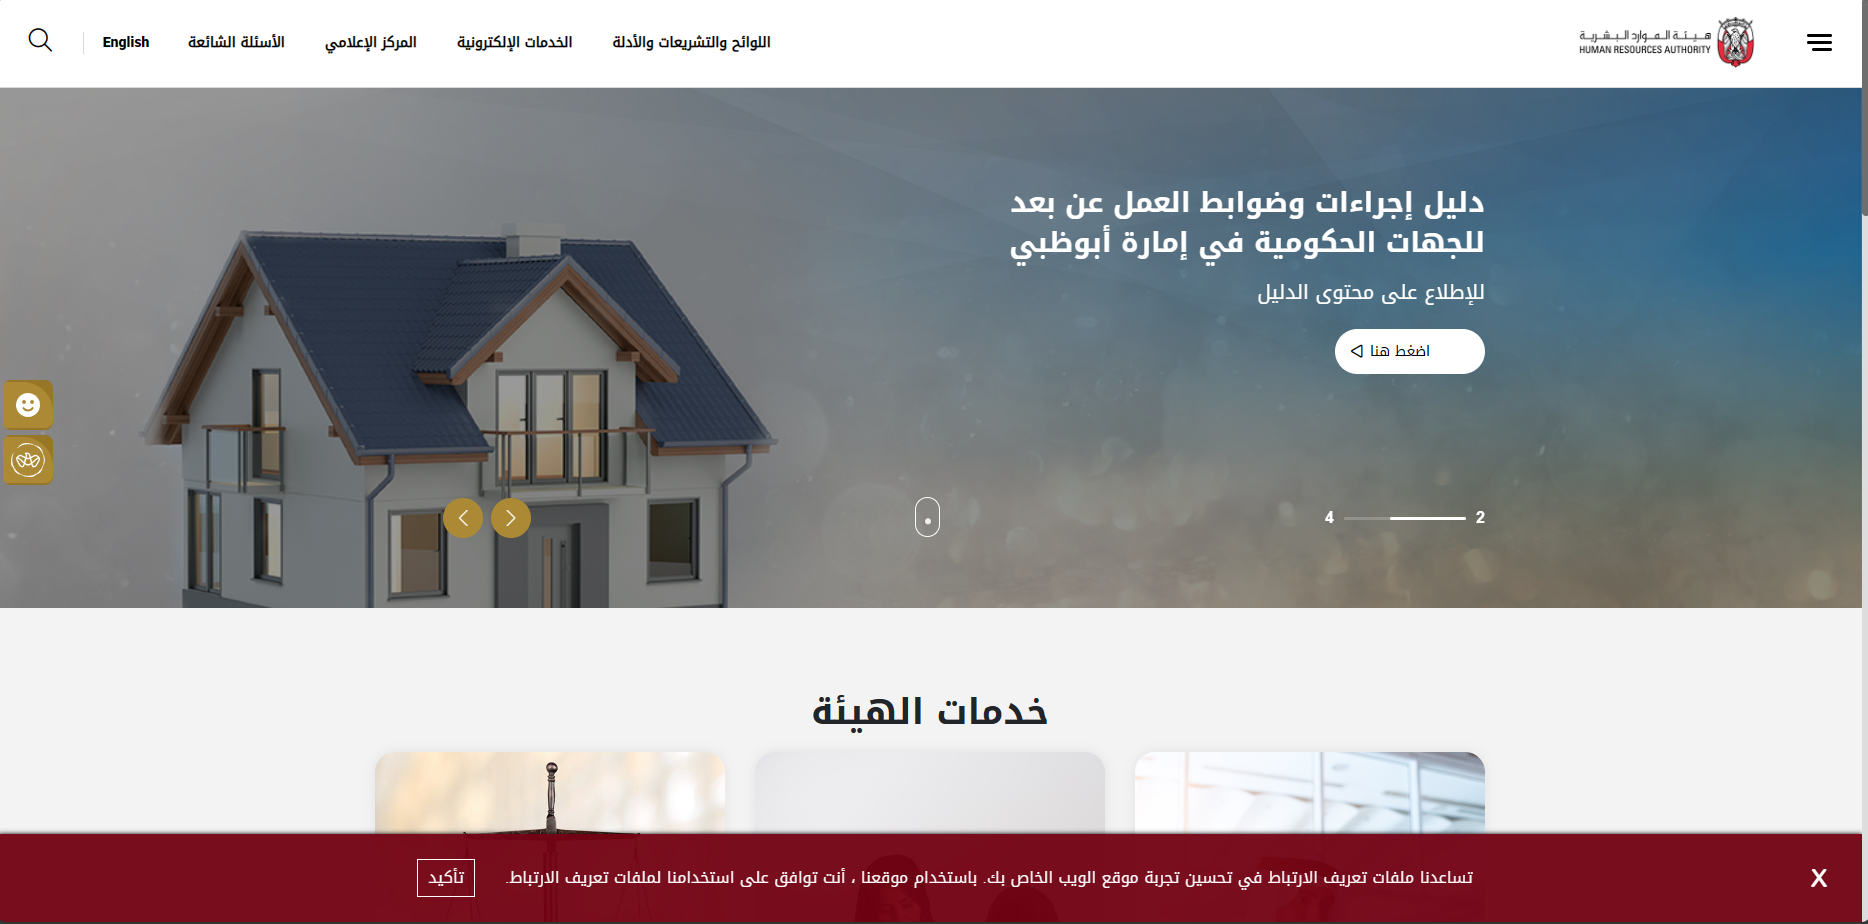 هيئة الموارد البشرية
HUMAN RESOURCES AUTHORITY
اللوائح والتشريعات والأدلة
الخدمات الإلكترونية
المركز الإعلامي
الأسئلة الشائعة
English
دليل إجراءات وضوابط العمل عن بعد
للجهات الحكومية في إمارة أبوظبي
للإطلاع على محتوى الدليل
اضغط هنا
2
4
خدمات الهيئة
X
تساعدنا ملفات تعريف الارتباط في تحسين تجربة موقع الويب الخاص بك. باستخدام موقعنا ، أنت توافق على استخدامنا لملفات تعريف الارتباط.
تأكيد